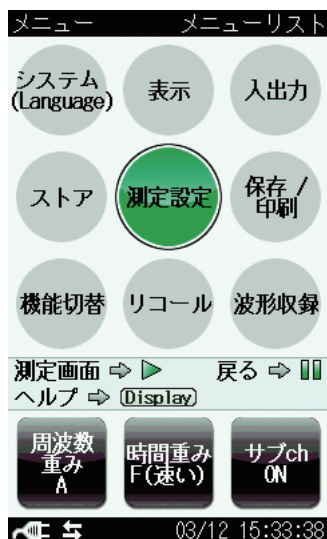 メニュー メニューリスト
システム 表示 入出力
(Language)
ストア 測定設定 保存 /
印刷
機能切替 リコール 波形収録
測定画面 ⇨ ▷ 戻る ⇨ ▯▯
ヘルプ ⇨ (Display)
周波数
重み
A
時間重み
F(速い)
サブch
ON
03/12 15:33:38